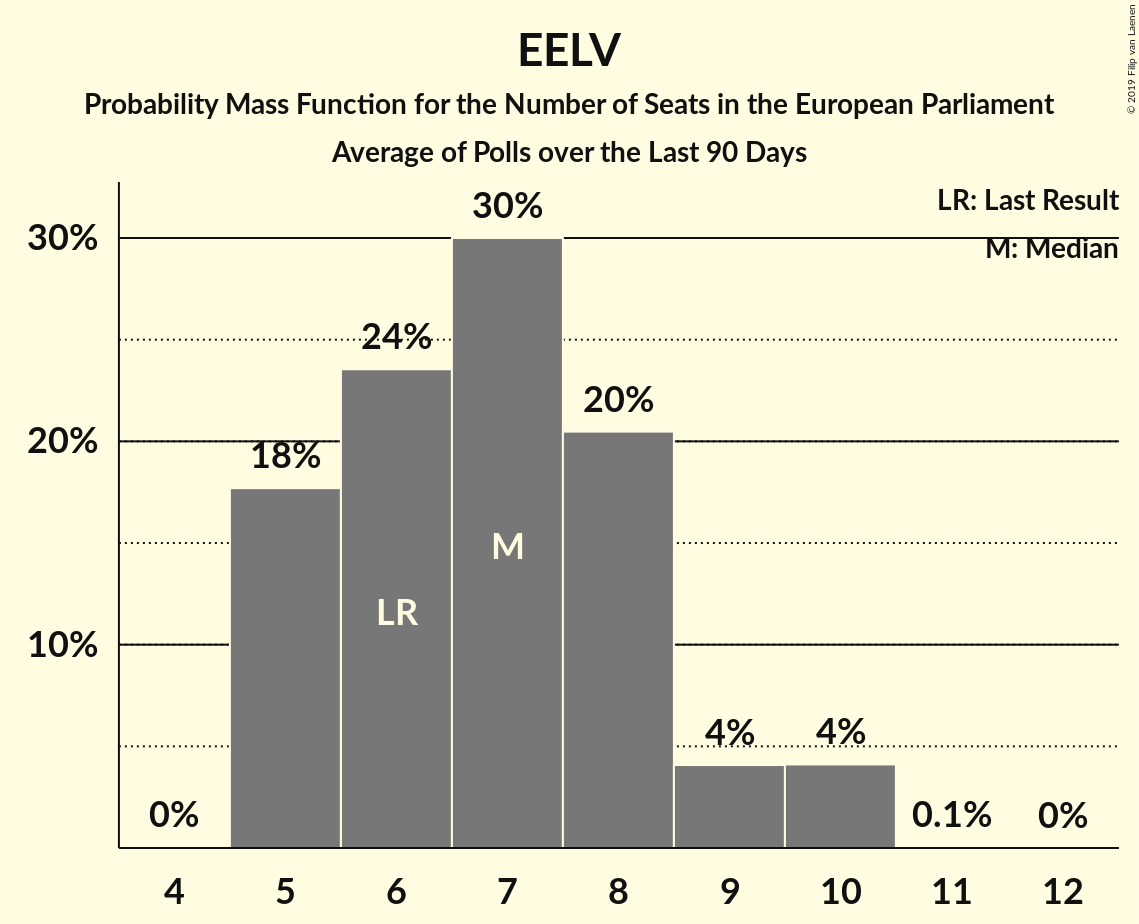 EELV
Probability Mass Function for the Number of Seats in the European Parliament
Average of Polls over the Last 90 Days
© 2019 Filip van Laenen
LR: Last Result
M: Median
30%
20%
10%
0%
18%
24%
30%
20%
4%
4%
0.1%
0%
LR
M
4 5 6 7 8 9 10 11 12